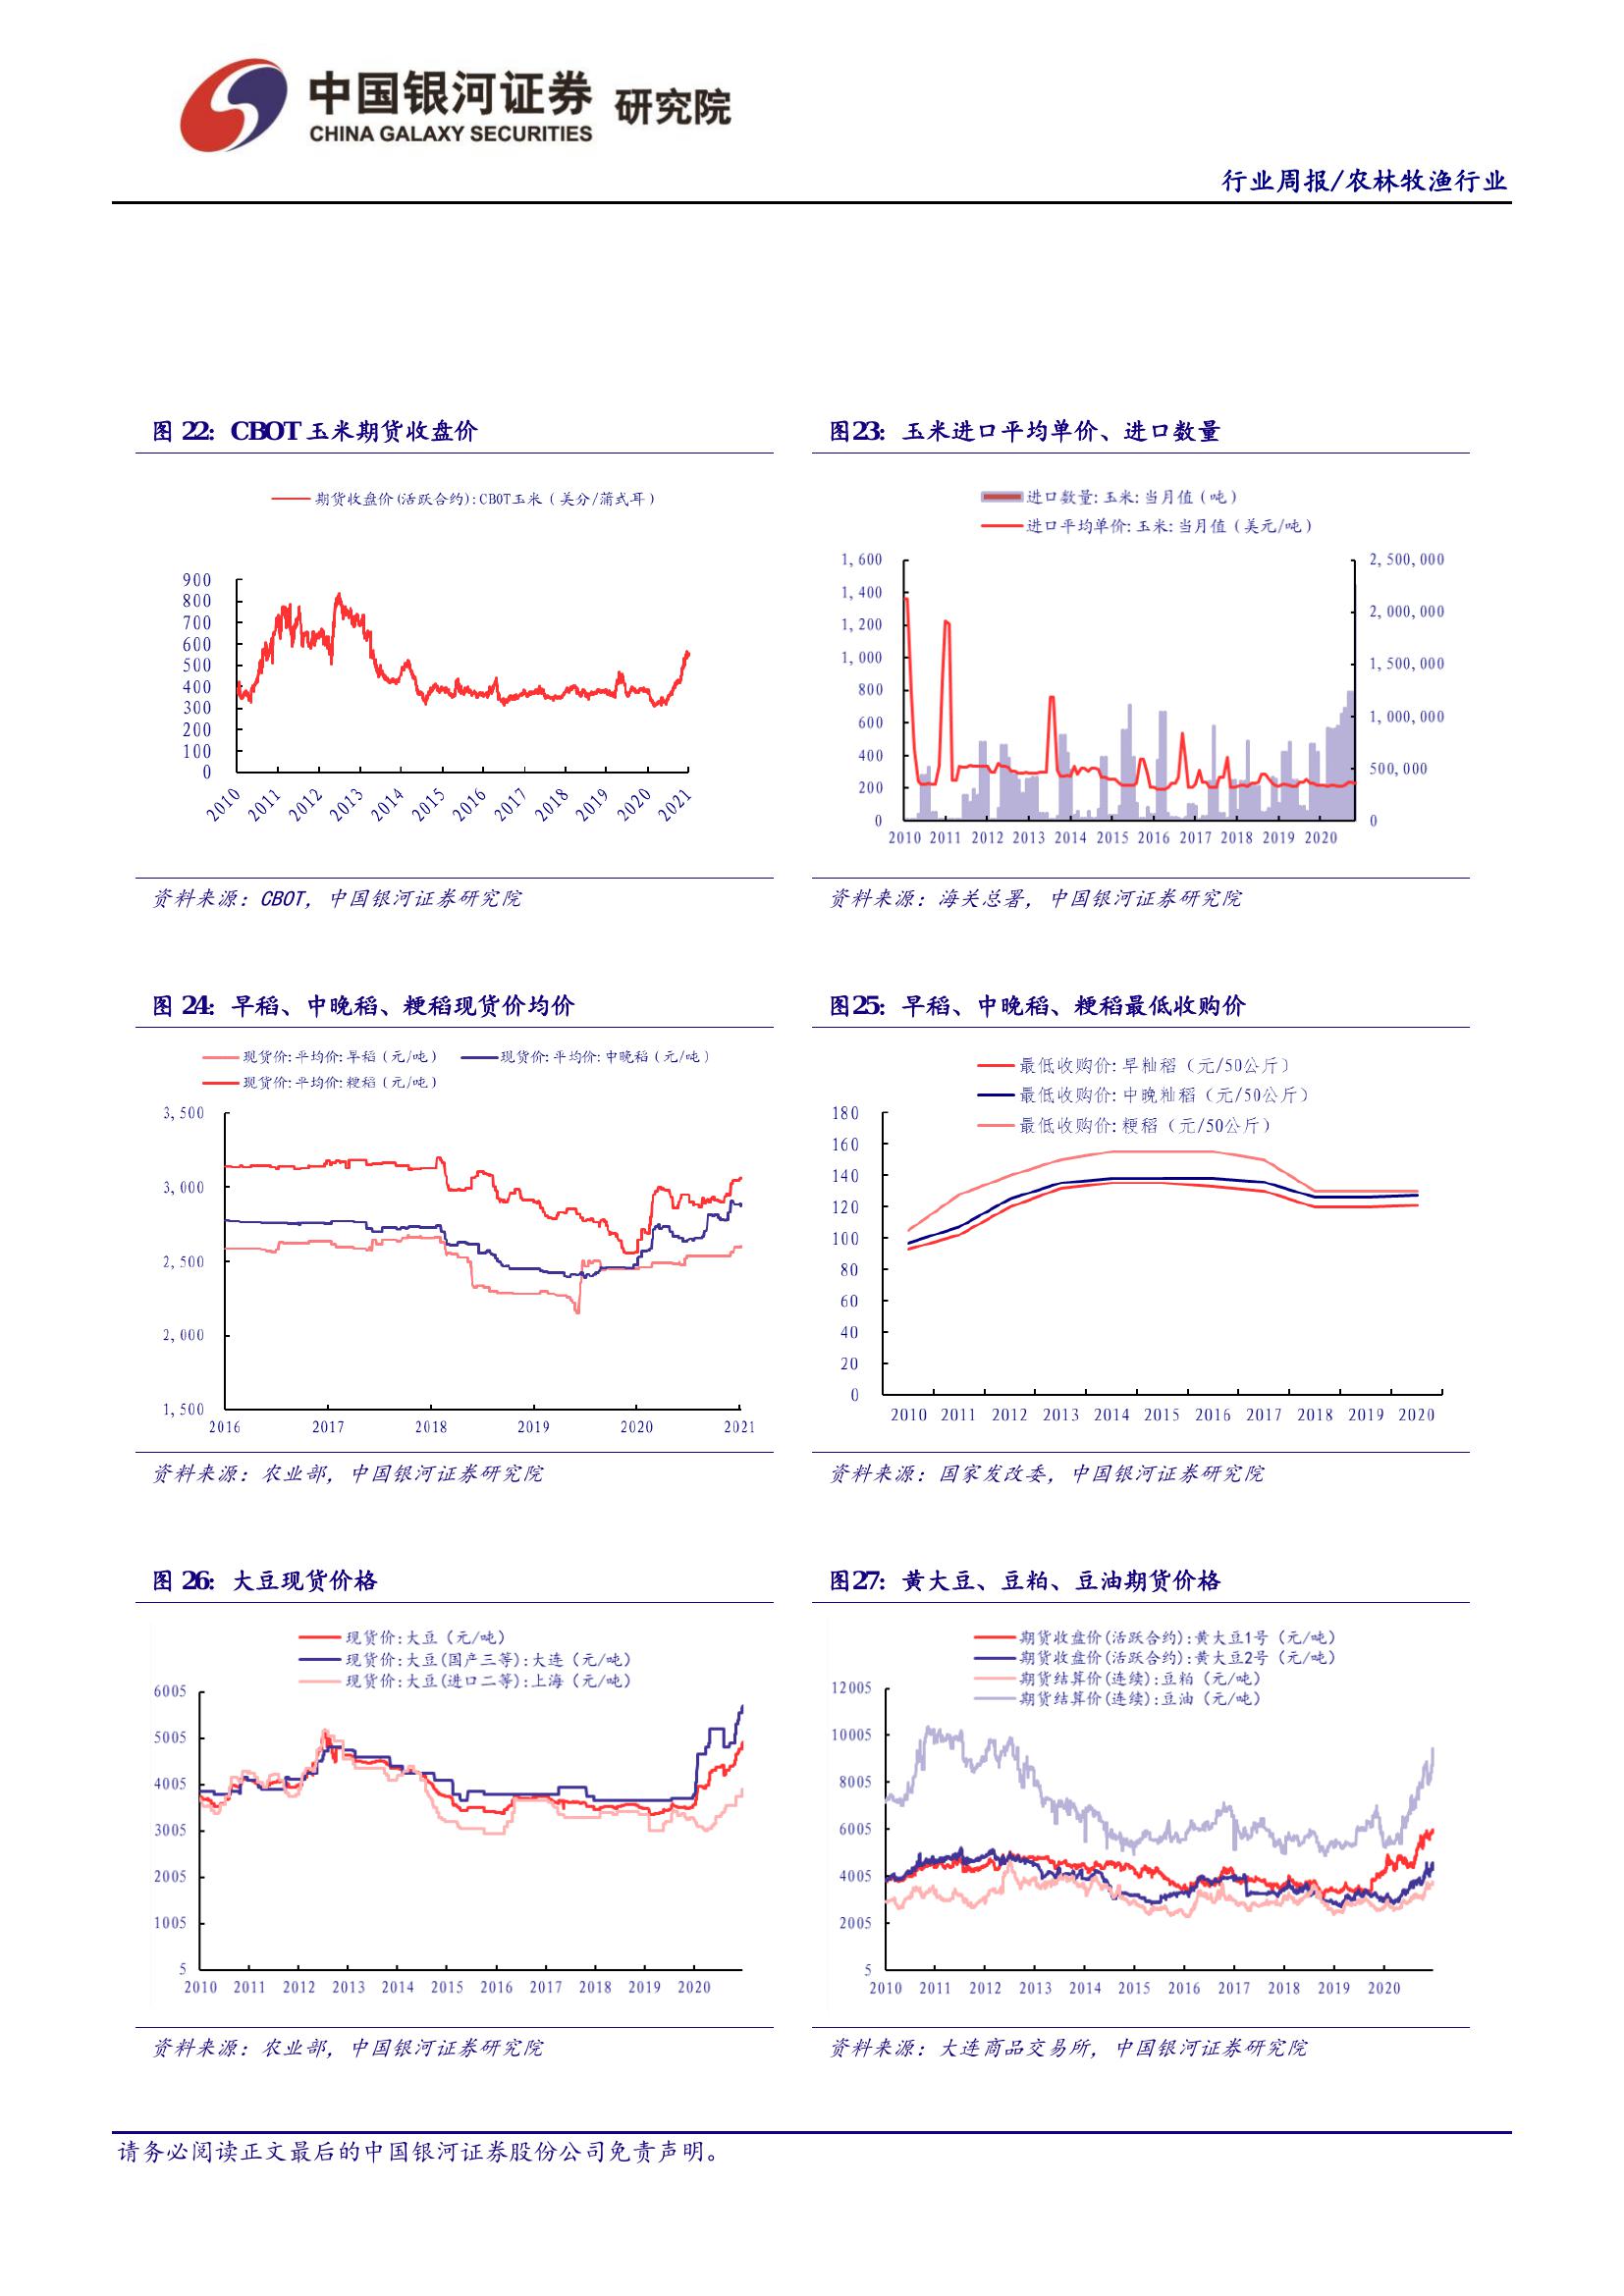 中国银河证券 研究院
CHINA GALAXY SECURITIES
行业周报/农林牧渔行业
图 22: CBOT 玉米期货收盘价
期货收盘价(活跃合约):CBOT玉米（美分/蒲式耳）
900
800
700
600
500
400
300
200
100
0
2010 2011 2012 2013 2014 2015 2016 2017 2018 2019 2020 2021
资料来源：CBOT，中国银河证券研究院
图23: 玉米进口平均单价、进口数量
进口数量:玉米:当月值（吨）
进口平均单价:玉米:当月值（美元/吨）
1,600
1,400
1,200
1,000
800
600
400
200
0
2,500,000
2,000,000
1,500,000
1,000,000
500,000
0
2010 2011 2012 2013 2014 2015 2016 2017 2018 2019 2020
资料来源：海关总署，中国银河证券研究院
图 24: 早稻、中晚稻、粳稻现货价均价
现货价:平均价:早稻（元/吨） 现货价:平均价:中晚稻（元/吨）
现货价:平均价:粳稻（元/吨）
3,500
3,000
2,500
2,000
1,500
2016 2017 2018 2019 2020 2021
资料来源：农业部，中国银河证券研究院
图25: 早稻、中晚稻、粳稻最低收购价
最低收购价:早籼稻（元/50公斤）
最低收购价:中晚籼稻（元/50公斤）
最低收购价:粳稻（元/50公斤）
180
160
140
120
100
80
60
40
20
0
2010 2011 2012 2013 2014 2015 2016 2017 2018 2019 2020
资料来源：国家发改委，中国银河证券研究院
图 26: 大豆现货价格
现货价:大豆（元/吨）
现货价:大豆(国产三等):大连（元/吨）
现货价:大豆(进口二等):上海（元/吨）
6005
5005
4005
3005
2005
1005
5
2010 2011 2012 2013 2014 2015 2016 2017 2018 2019 2020
资料来源：农业部，中国银河证券研究院
图27: 黄大豆、豆粕、豆油期货价格
期货收盘价(活跃合约):黄大豆1号（元/吨）
期货收盘价(活跃合约):黄大豆2号（元/吨）
期货结算价(连续):豆粕（元/吨）
期货结算价(连续):豆油（元/吨）
12005
10005
8005
6005
4005
2005
5
2010 2011 2012 2013 2014 2015 2016 2017 2018 2019 2020
资料来源：大连商品交易所，中国银河证券研究院
请务必阅读正文最后的中国银河证券股份公司免责声明。